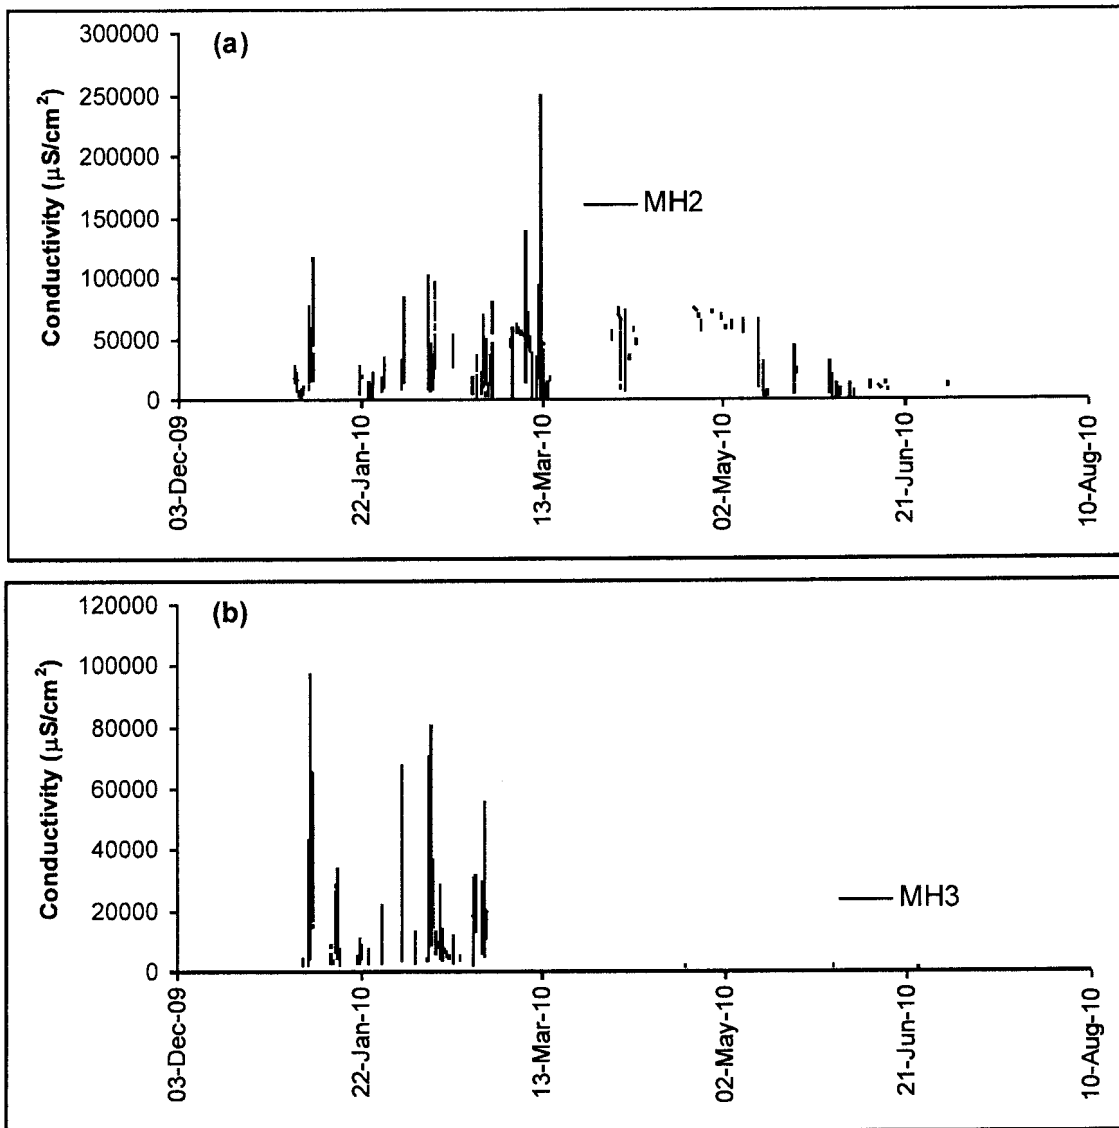 (a)
Conductivity (µS/cm²)
300000
250000
200000
150000
100000
50000
0
MH2
03-Dec-09
22-Jan-10
13-Mar-10
02-May-10
21-Jun-10
10-Aug-10
(b)
Conductivity (µS/cm²)
120000
100000
80000
60000
40000
20000
0
MH3
03-Dec-09
22-Jan-10
13-Mar-10
02-May-10
21-Jun-10
10-Aug-10